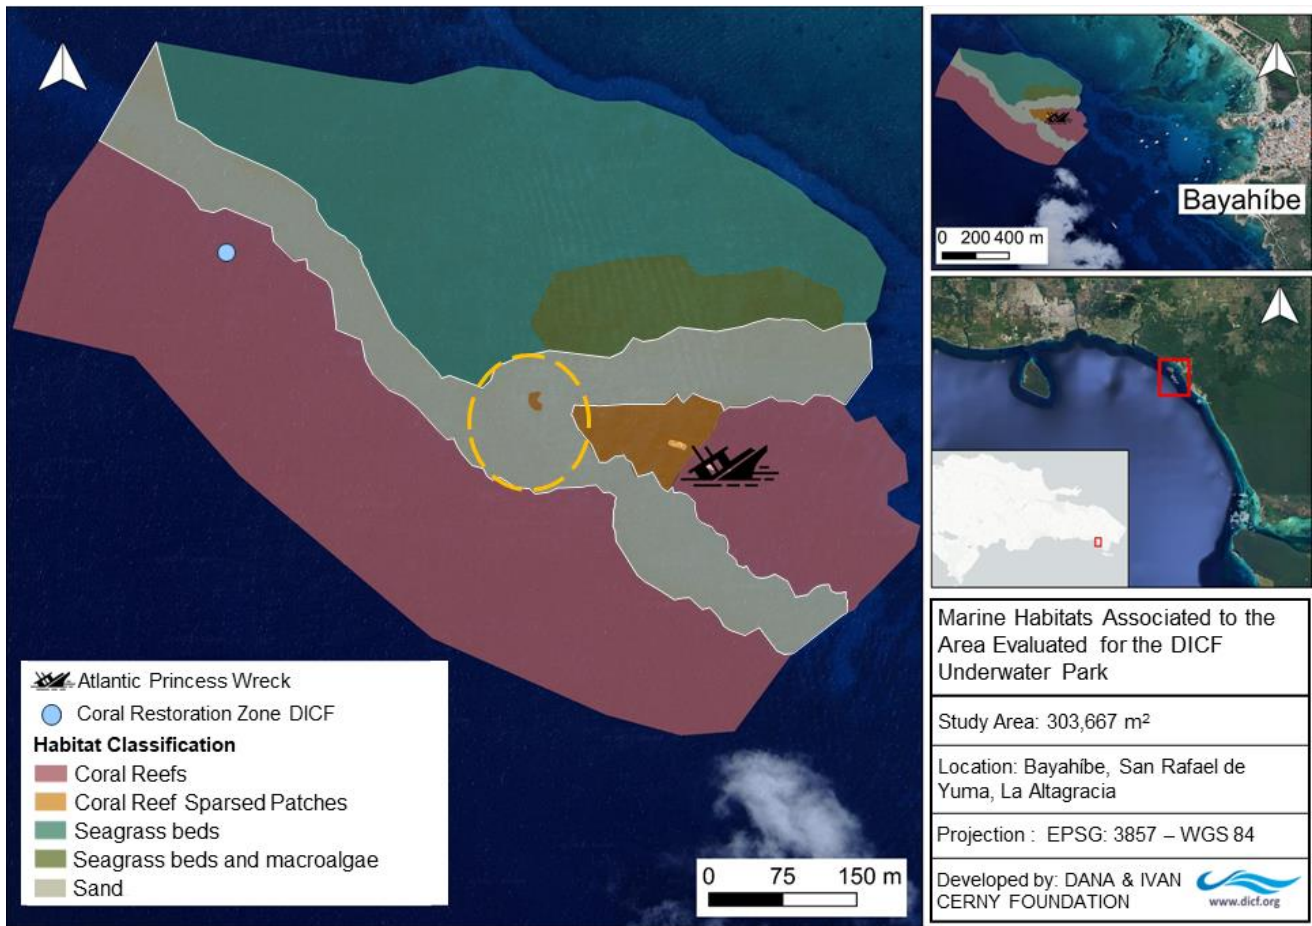 Atlantic Princess Wreck
Coral Restoration Zone DICF
Habitat Classification
Coral Reefs
Coral Reef Sparsed Patches
Seagrass beds
Seagrass beds and macroalgae
Sand
0 75 150 m
Bayahíbe
0 200 400 m
Marine Habitats Associated to the
Area Evaluated for the DICF
Underwater Park
Study Area: 303,667 m²
Location: Bayahíbe, San Rafael de
Yuma, La Altagracia
Projection : EPSG: 3857 – WGS 84
Developed by: DANA & IVAN
CERNY FOUNDATION
www.dicf.org